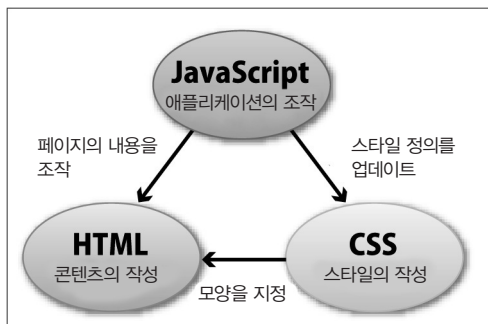 JavaScript
애플리케이션의 조작
페이지의 내용을
조작
스타일 정의를
업데이트
HTML
콘텐츠의 작성
CSS
스타일의 작성
모양을 지정